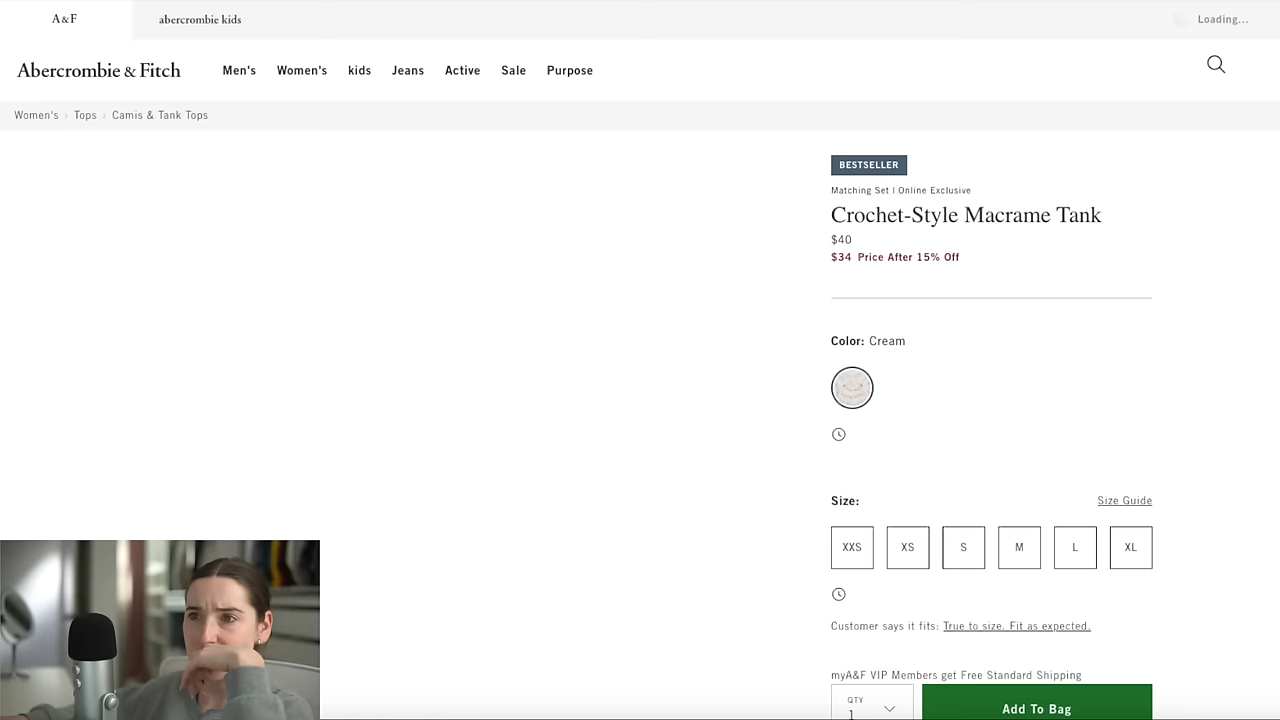 A&F
abercrombie kids
Loading...
Abercrombie & Fitch
Men's
Women's
kids
Jeans
Active
Sale
Purpose
Women's › Tops › Camis & Tank Tops
BESTSELLER
Matching Set | Online Exclusive
Crochet-Style Macrame Tank
$40
$34 Price After 15% Off
Color: Cream
Size:
Size Guide
XXS
XS
S
M
L
XL
Customer says it fits: True to size. Fit as expected.
myA&F VIP Members get Free Standard Shipping
QTY
1
Add To Bag